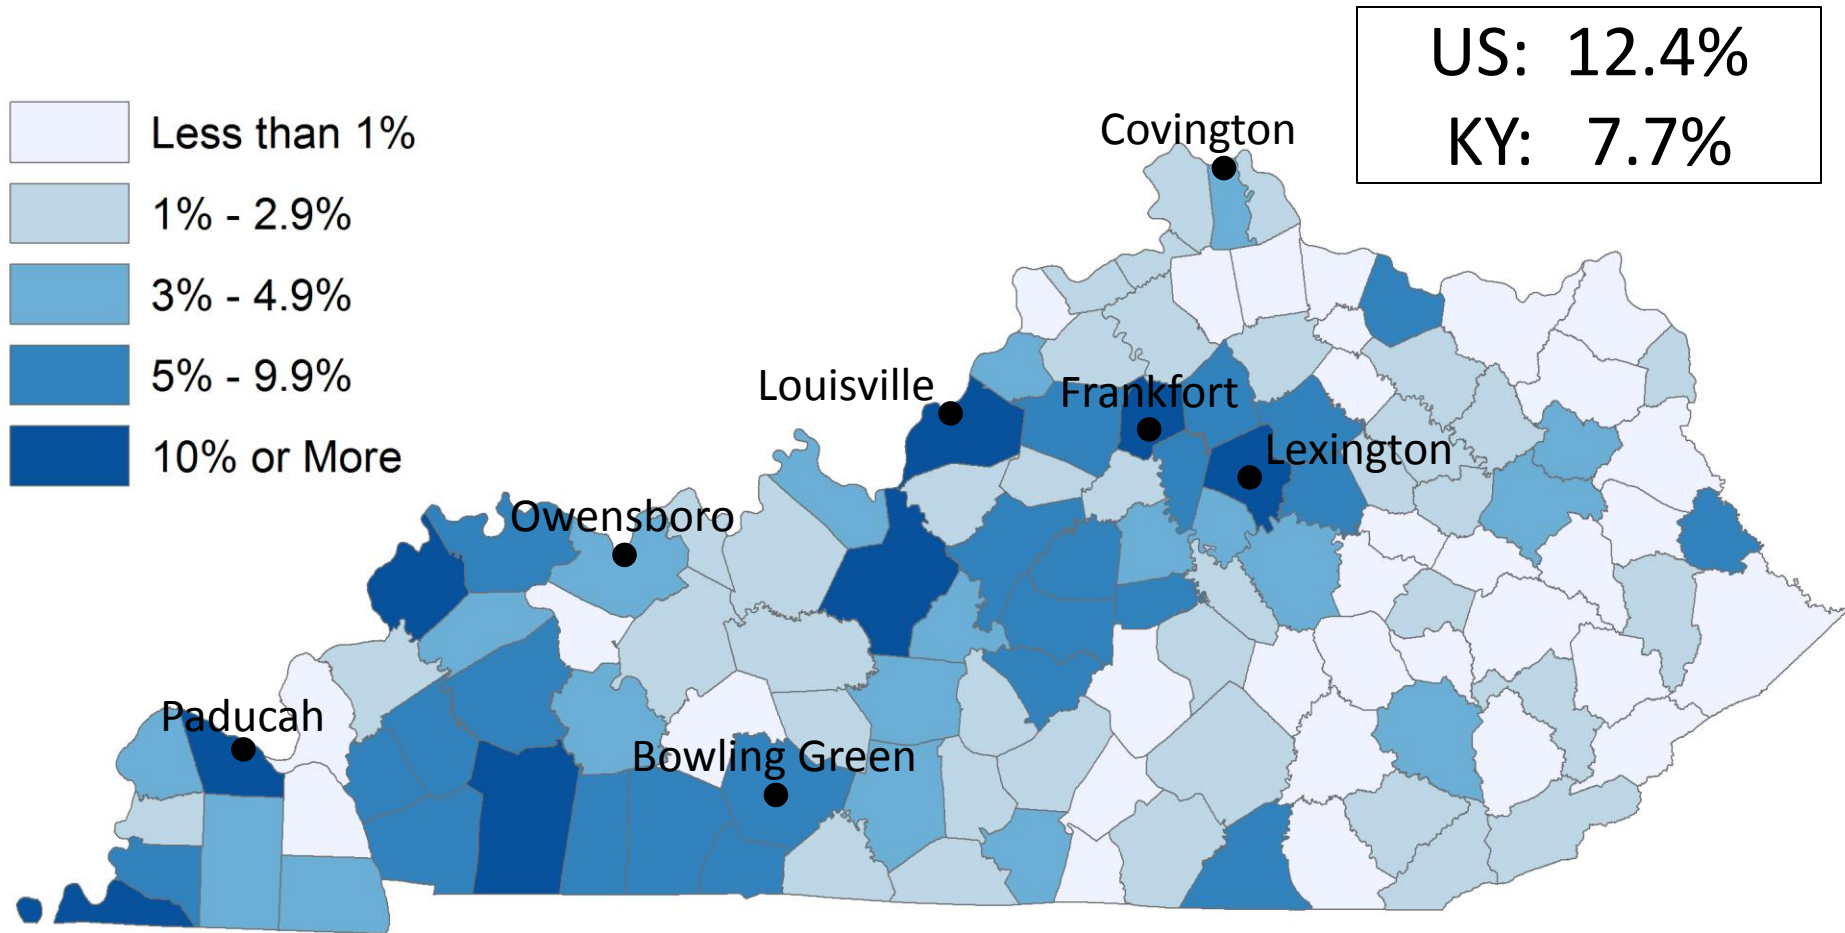 US: 12.4%
KY: 7.7%
Less than 1%
1% - 2.9%
3% - 4.9%
5% - 9.9%
10% or More
Covington
Louisville
Frankfort
Lexington
Owensboro
Paducah
Bowling Green